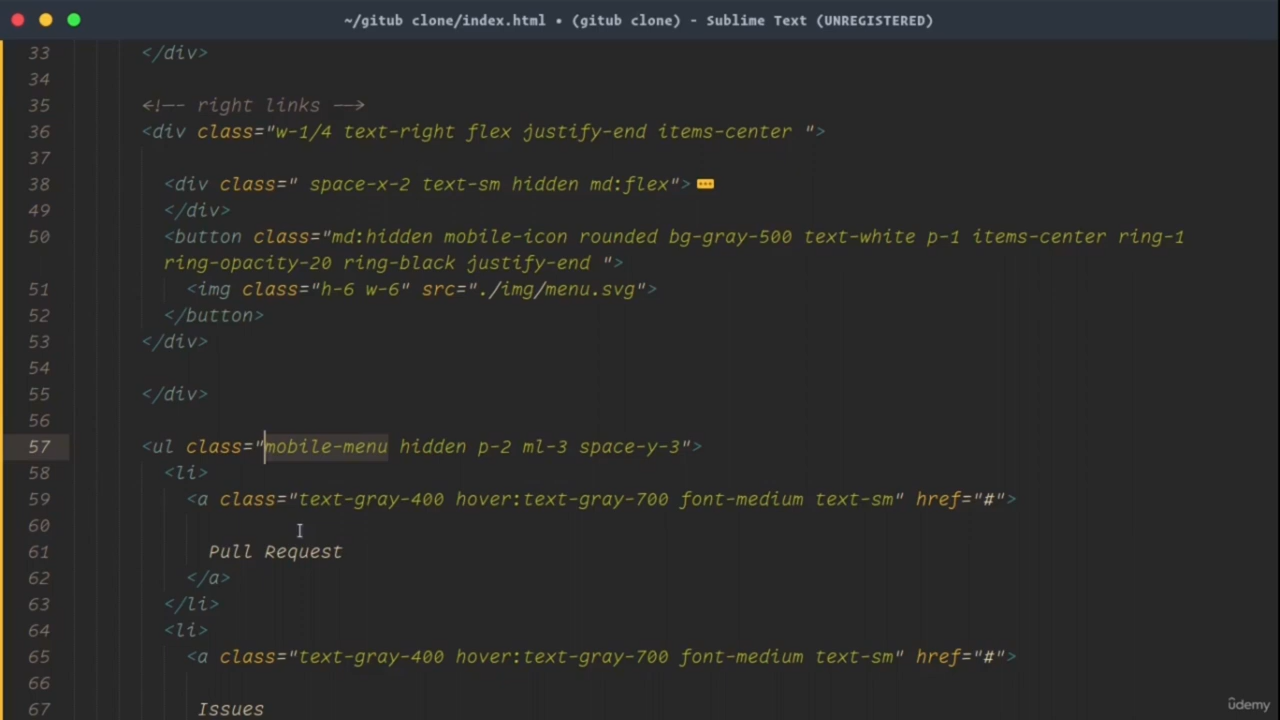 ~/gitub clone/index.html • (gitub clone) - Sublime Text (UNREGISTERED)
33 </div>
34
35 <!-- right links -->
36 <div class="w-1/4 text-right flex justify-end items-center ">
37
38 <div class=" space-x-2 text-sm hidden md:flex">
49 </div>
50 <button class="md:hidden mobile-icon rounded bg-gray-500 text-white p-1 items-center ring-1
ring-opacity-20 ring-black justify-end ">
51 <img class="h-6 w-6" src="./img/menu.svg">
52 </button>
53 </div>
54
55 </div>
56
57 <ul class="mobile-menu hidden p-2 ml-3 space-y-3">
58 <li>
59 <a class="text-gray-400 hover:text-gray-700 font-medium text-sm" href="#">
60
61 Pull Request
62 </a>
63 </li>
64 <li>
65 <a class="text-gray-400 hover:text-gray-700 font-medium text-sm" href="#">
66
67 Issues
udemy